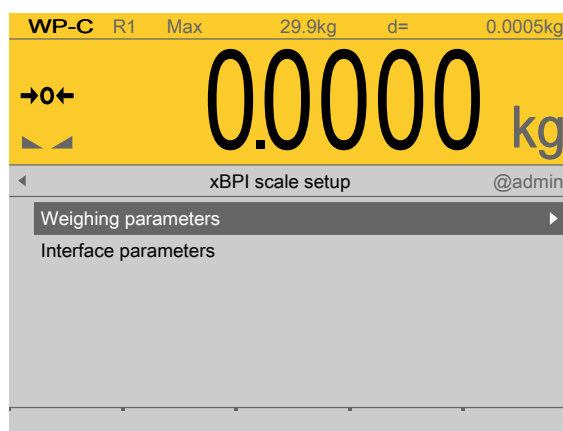 WP-C R1 Max 29.9kg d= 0.0005kg
→0←
0.0000 kg
xBPI scale setup @admin
Weighing parameters
Interface parameters